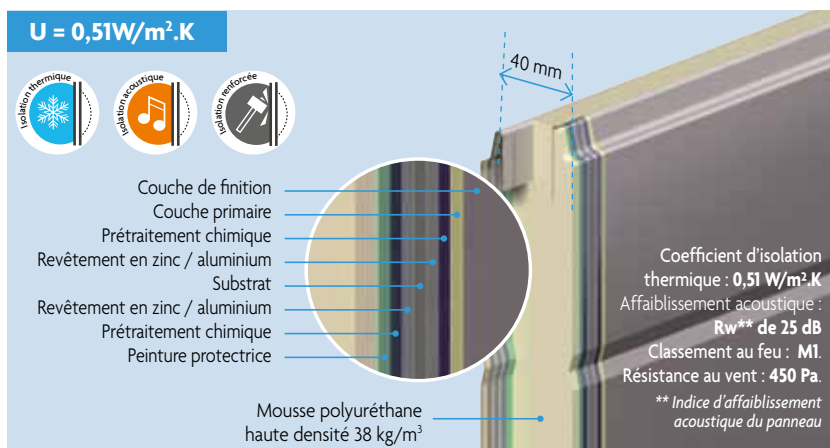 U = 0,51W/m².K
40 mm
Isolation thermique
Isolation acoustique
Isolation renforcée
Couche de finition
Couche primaire
Prétraitement chimique
Revêtement en zinc / aluminium
Substrat
Revêtement en zinc / aluminium
Prétraitement chimique
Peinture protectrice
Mousse polyuréthane
haute densité 38 kg/m³
Coefficient d'isolation
thermique : 0,51 W/m².K
Affaiblissement acoustique :
Rw** de 25 dB
Classement au feu : M1.
Résistance au vent : 450 Pa.
** Indice d'affaiblissement
acoustique du panneau